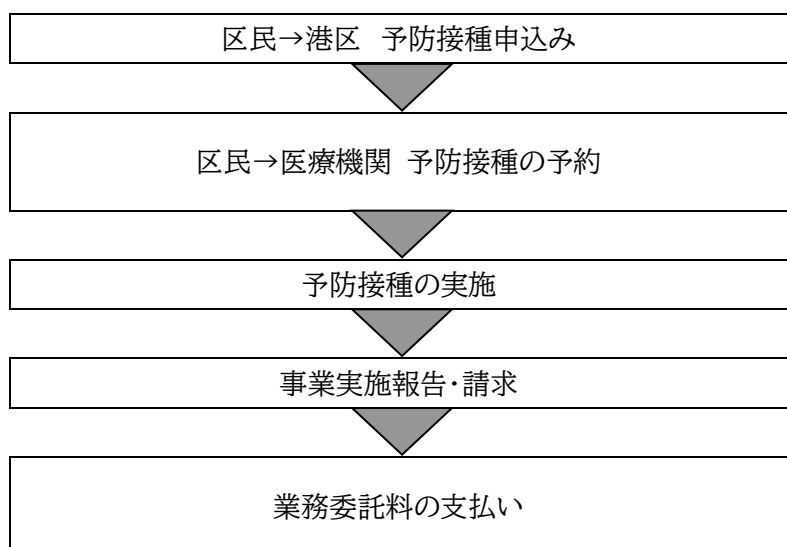 区民→港区 予防接種申込み
区民→医療機関 予防接種の予約
予防接種の実施
事業実施報告・請求
業務委託料の支払い